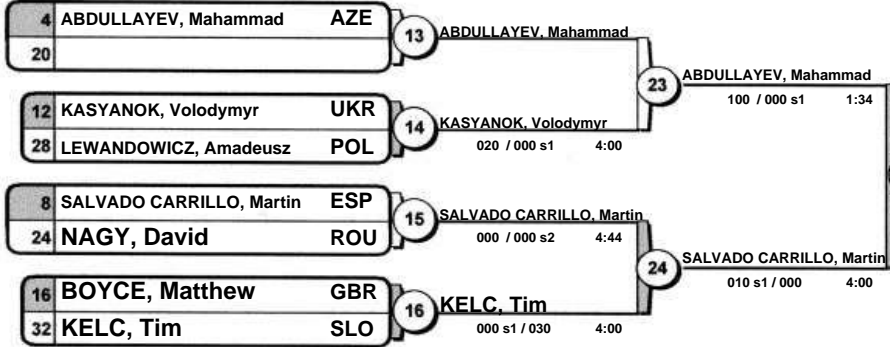 4 ABDULLAYEV, Mahammad AZE
20
13 ABDULLAYEV, Mahammad
12 KASYANOK, Volodymyr UKR
28 LEWANDOWICZ, Amadeusz POL
14 KASYANOK, Volodymyr
020 / 000 s1 4:00
23 ABDULLAYEV, Mahammad
100 / 000 s1 1:34
8 SALVADO CARRILLO, Martin ESP
24 NAGY, David ROU
15 SALVADO CARRILLO, Martin
000 / 000 s2 4:44
16 BOYCE, Matthew GBR
32 KELC, Tim SLO
16 KELC, Tim
000 s1 / 030 4:00
24 SALVADO CARRILLO, Martin
010 s1 / 000 4:00